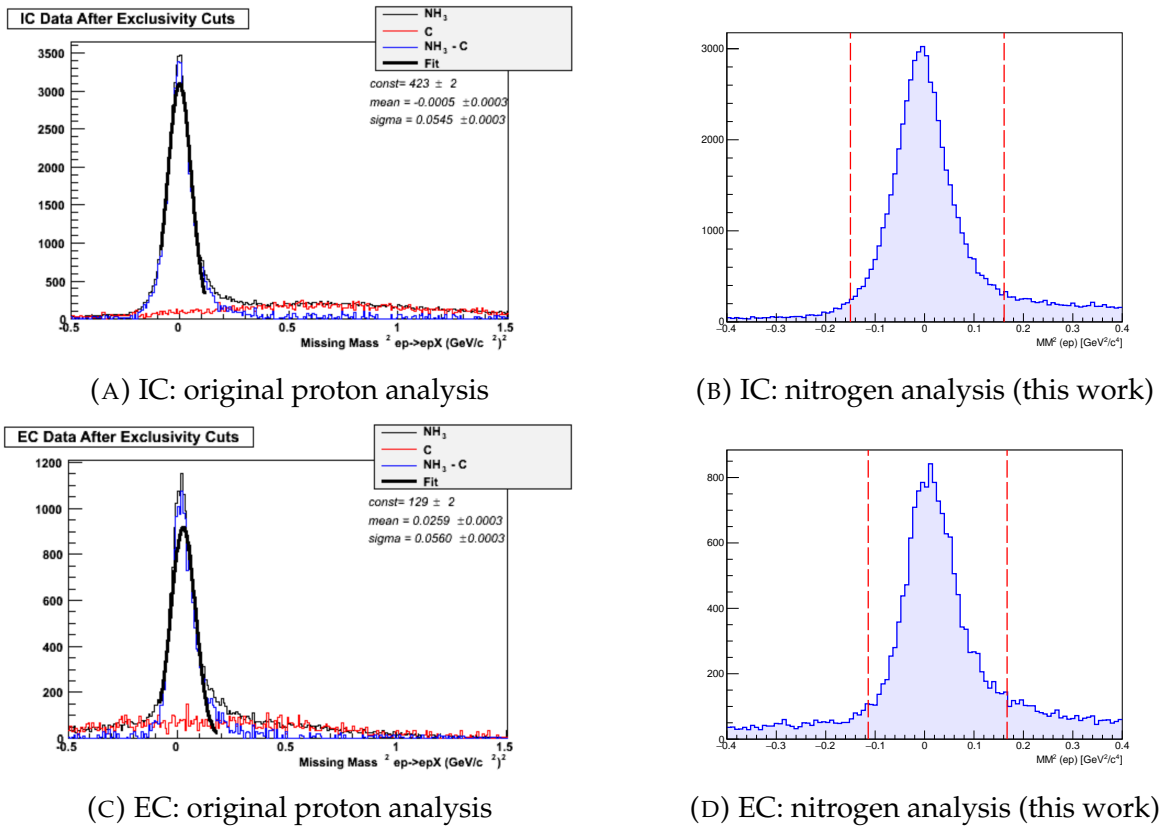 IC Data After Exclusivity Cuts
NH3
C
NH3 - C
Fit
const= 423 ± 2
mean = -0.0005 ±0.0003
sigma = 0.0545 ±0.0003
3500
3000
2500
2000
1500
1000
500
0
-0.5 0 0.5 1 1.5
Missing Mass 2 ep->epX (GeV/c 2)2
(A) IC: original proton analysis
3000
2000
1000
0
−0.4 −0.3 −0.2 −0.1 0 0.1 0.2 0.3 0.4
MM2 (ep) [GeV2/c4]
(B) IC: nitrogen analysis (this work)
EC Data After Exclusivity Cuts
NH3
C
NH3 - C
Fit
const= 129 ± 2
mean = 0.0259 ±0.0003
sigma = 0.0560 ±0.0003
1200
1000
800
600
400
200
0
-0.5 0 0.5 1 1.5
Missing Mass 2 ep->epX (GeV/c 2)2
(C) EC: original proton analysis
800
600
400
200
0
−0.4 −0.3 −0.2 −0.1 0 0.1 0.2 0.3 0.4
MM2 (ep) [GeV2/c4]
(D) EC: nitrogen analysis (this work)